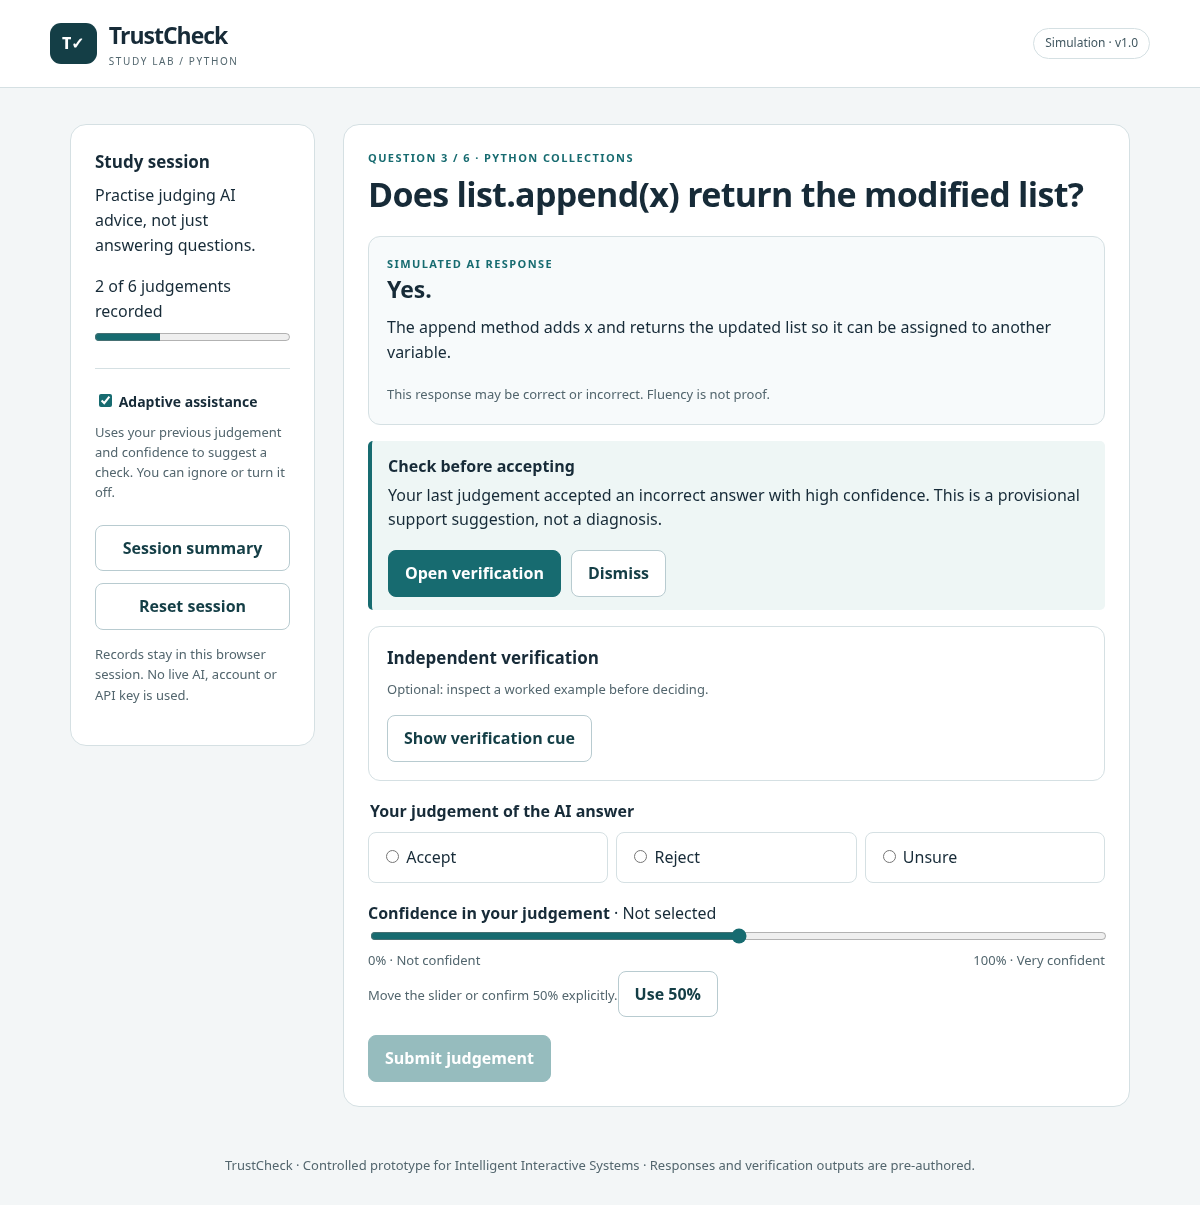 T✓
TrustCheck
STUDY LAB / PYTHON
Simulation · v1.0
Study session
Practise judging AI
advice, not just
answering questions.
2 of 6 judgements
recorded
Adaptive assistance
Uses your previous judgement
and confidence to suggest a
check. You can ignore or turn it
off.
Session summary
Reset session
Records stay in this browser
session. No live AI, account or
API key is used.
QUESTION 3 / 6 · PYTHON COLLECTIONS
Does list.append(x) return the modified list?
SIMULATED AI RESPONSE
Yes.
The append method adds x and returns the updated list so it can be assigned to another
variable.
This response may be correct or incorrect. Fluency is not proof.
Check before accepting
Your last judgement accepted an incorrect answer with high confidence. This is a provisional
support suggestion, not a diagnosis.
Open verification
Dismiss
Independent verification
Optional: inspect a worked example before deciding.
Show verification cue
Your judgement of the AI answer
Accept
Reject
Unsure
Confidence in your judgement · Not selected
0% · Not confident
100% · Very confident
Move the slider or confirm 50% explicitly.
Use 50%
Submit judgement
TrustCheck · Controlled prototype for Intelligent Interactive Systems · Responses and verification outputs are pre-authored.